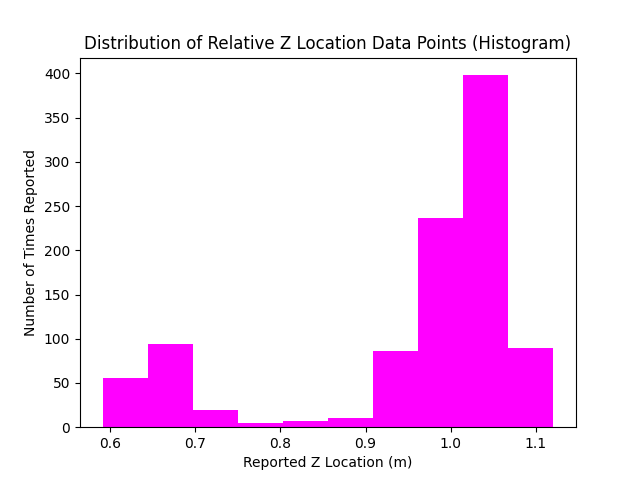 Distribution of Relative Z Location Data Points (Histogram)
400
350
300
250
200
150
100
50
0
Number of Times Reported
0.6 0.7 0.8 0.9 1.0 1.1
Reported Z Location (m)